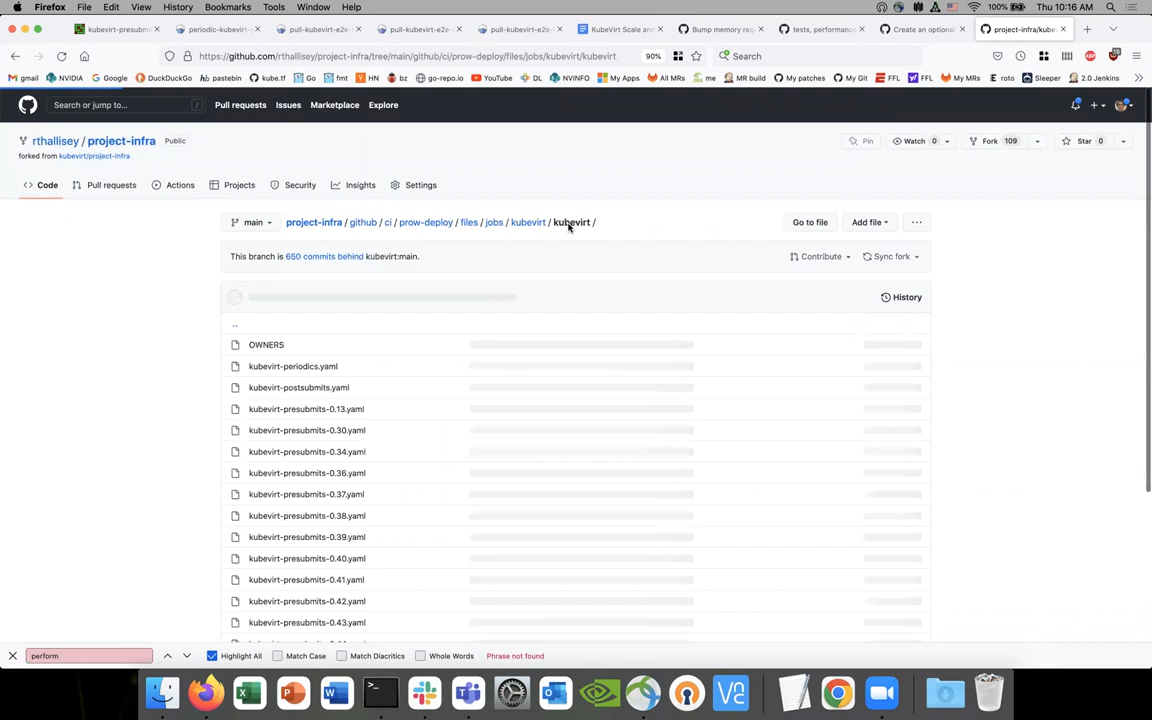 Firefox File Edit View History Bookmarks Tools Window Help 100% Thu Jan 20 10:16 AM
kubevirt-presubmi periodic-kubevirt- pull-kubevirt-e2e- pull-kubevirt-e2e- pull-kubevirt-e2e- KubeVirt Scale and Bump memory rec tests, performance Create an optional project-infra/kube
https://github.com/rthallisey/project-infra/tree/main/github/ci/prow-deploy/files/jobs/kubevirt/kubevirt 90% Search
gmail NVIDIA Google DuckDuckGo pastebin kube.tf Go fmt HN bz go-repo.io YouTube DL NVINFO My Apps All MRs me MR build My patches My Git FFL FFL My MRs roto Sleeper 2.0 Jenkins
Search or jump to... / Pull requests Issues Marketplace Explore
rthallisey / project-infra Public Pin Watch 0 Fork 109 Star 0
forked from kubevirt/project-infra
Code Pull requests Actions Projects Security Insights Settings
main project-infra / github / ci / prow-deploy / files / jobs / kubevirt / kubevirt / Go to file Add file
This branch is 650 commits behind kubevirt:main. Contribute Sync fork
History
..
OWNERS
kubevirt-periodics.yaml
kubevirt-postsubmits.yaml
kubevirt-presubmits-0.13.yaml
kubevirt-presubmits-0.30.yaml
kubevirt-presubmits-0.34.yaml
kubevirt-presubmits-0.36.yaml
kubevirt-presubmits-0.37.yaml
kubevirt-presubmits-0.38.yaml
kubevirt-presubmits-0.39.yaml
kubevirt-presubmits-0.40.yaml
kubevirt-presubmits-0.41.yaml
kubevirt-presubmits-0.42.yaml
kubevirt-presubmits-0.43.yaml
perform Highlight All Match Case Match Diacritics Whole Words Phrase not found